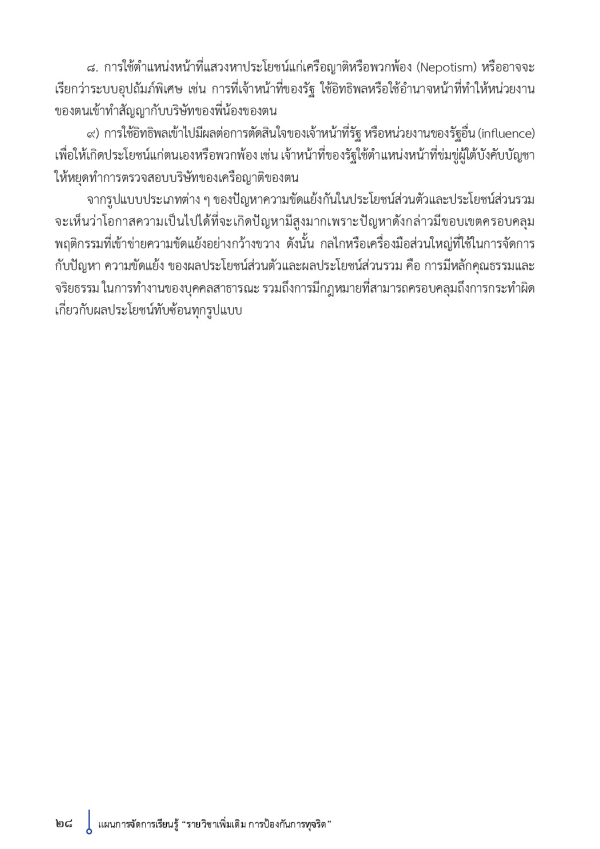 ๘. การใช้ตำแหน่งหน้าที่แสวงหาประโยชน์แก่เครือญาติหรือพวกพ้อง (Nepotism) หรืออาจจะ
เรียกว่าระบบอุปถัมภ์พิเศษ เช่น การที่เจ้าหน้าที่ของรัฐ ใช้อิทธิพลหรือใช้อำนาจหน้าที่ทำให้หน่วยงาน
ของตนเข้าทำสัญญากับบริษัทของพี่น้องของตน
๙) การใช้อิทธิพลเข้าไปมีผลต่อการตัดสินใจของเจ้าหน้าที่รัฐ หรือหน่วยงานของรัฐอื่น (influence)
เพื่อให้เกิดประโยชน์แก่ตนเองหรือพวกพ้อง เช่น เจ้าหน้าที่ของรัฐใช้ตำแหน่งหน้าที่ข่มขู่ผู้ใต้บังคับบัญชา
ให้หยุดทำการตรวจสอบบริษัทของเครือญาติของตน
จากรูปแบบประเภทต่าง ๆ ของปัญหาความขัดแย้งกันในประโยชน์ส่วนตัวและประโยชน์ส่วนรวม
จะเห็นว่าโอกาสความเป็นไปได้ที่จะเกิดปัญหามีสูงมากเพราะปัญหาดังกล่าวมีขอบเขตครอบคลุม
พฤติกรรมที่เข้าข่ายความขัดแย้งอย่างกว้างขวาง ดังนั้น กลไกหรือเครื่องมือส่วนใหญ่ที่ใช้ในการจัดการ
กับปัญหา ความขัดแย้ง ของผลประโยชน์ส่วนตัวและผลประโยชน์ส่วนรวม คือ การมีหลักคุณธรรมและ
จริยธรรม ในการทำงานของบุคคลสาธารณะ รวมถึงการมีกฎหมายที่สามารถครอบคลุมถึงการกระทำผิด
เกี่ยวกับผลประโยชน์ทับซ้อนทุกรูปแบบ
๒๘ แผนการจัดการเรียนรู้ “รายวิชาเพิ่มเติม การป้องกันการทุจริต”